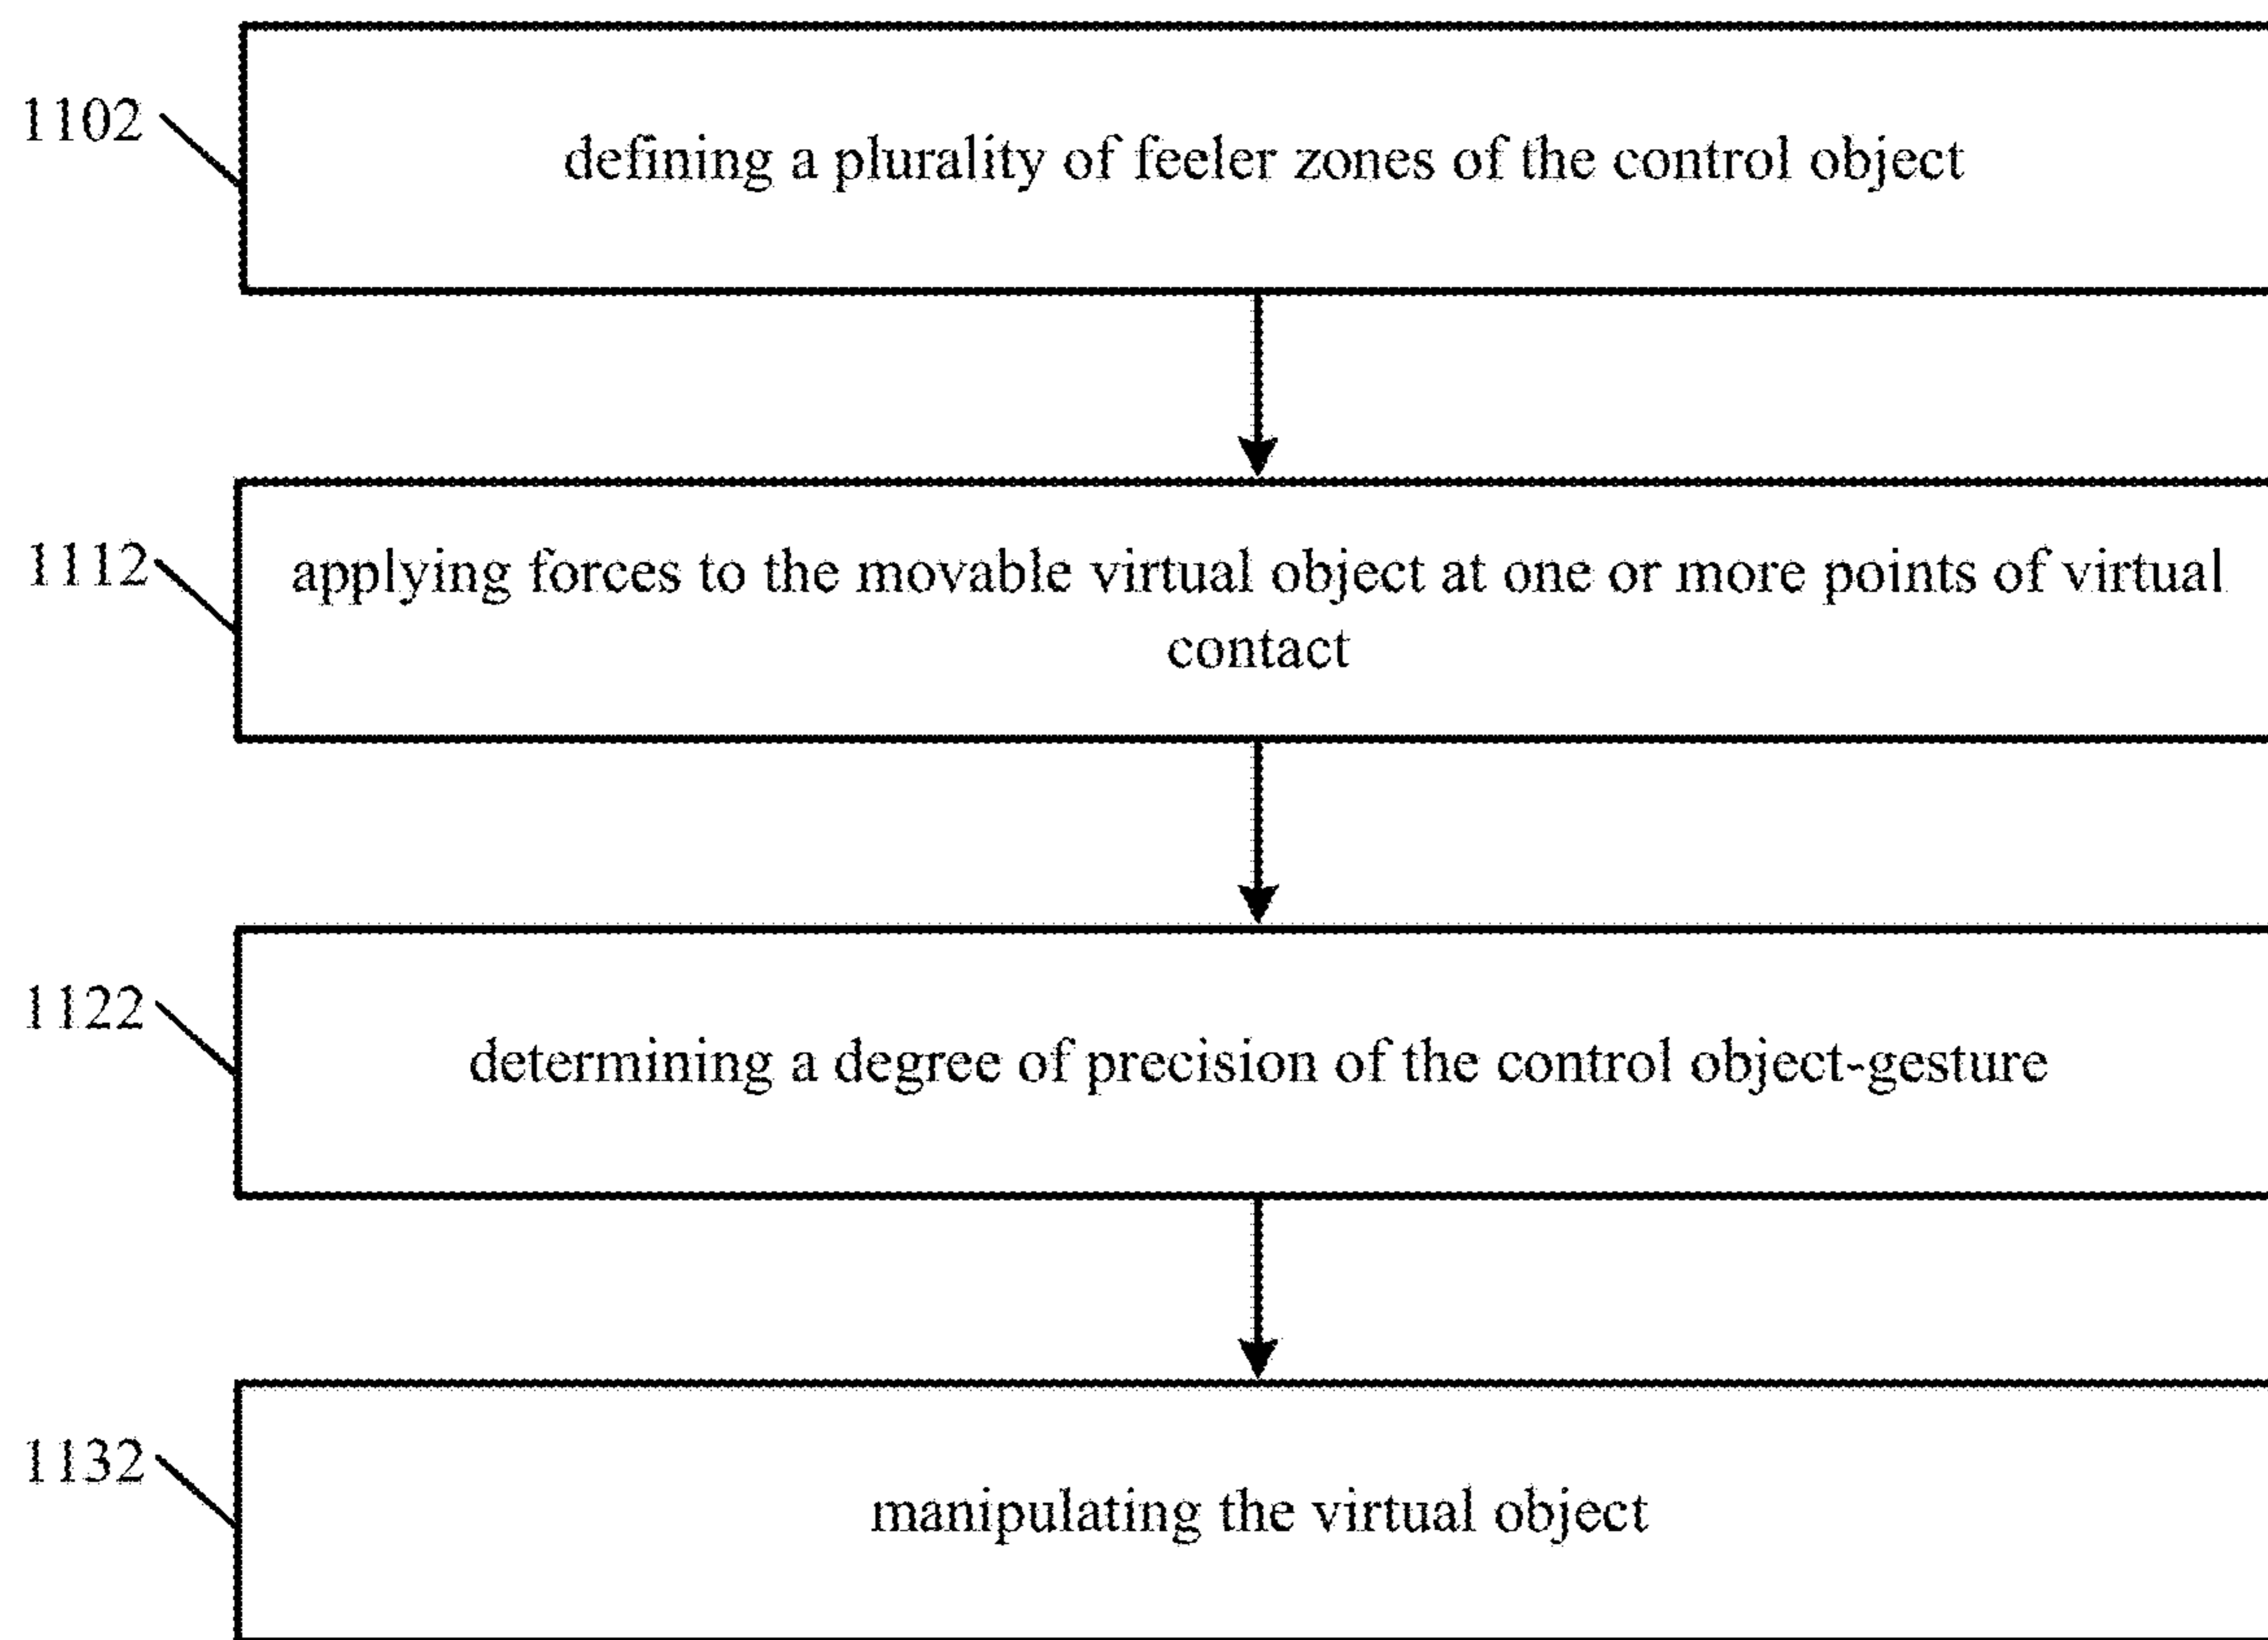 1102
defining a plurality of feeler zones of the control object
1112
applying forces to the movable virtual object at one or more points of virtual
contact
1122
determining a degree of precision of the control object-gesture
1132
manipulating the virtual object